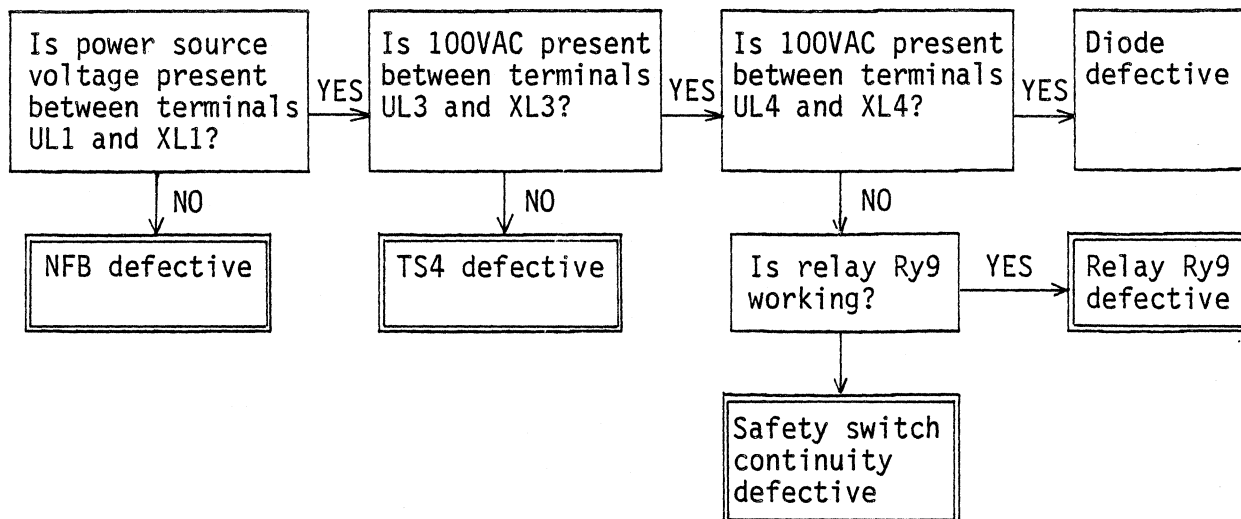 Is power source
voltage present
between terminals
UL1 and XL1?
YES
Is 100VAC present
between terminals
UL3 and XL3?
YES
Is 100VAC present
between terminals
UL4 and XL4?
YES
Diode
defective
NO
NO
NO
NFB defective
TS4 defective
Is relay Ry9
working?
YES
Relay Ry9
defective
Safety switch
continuity
defective